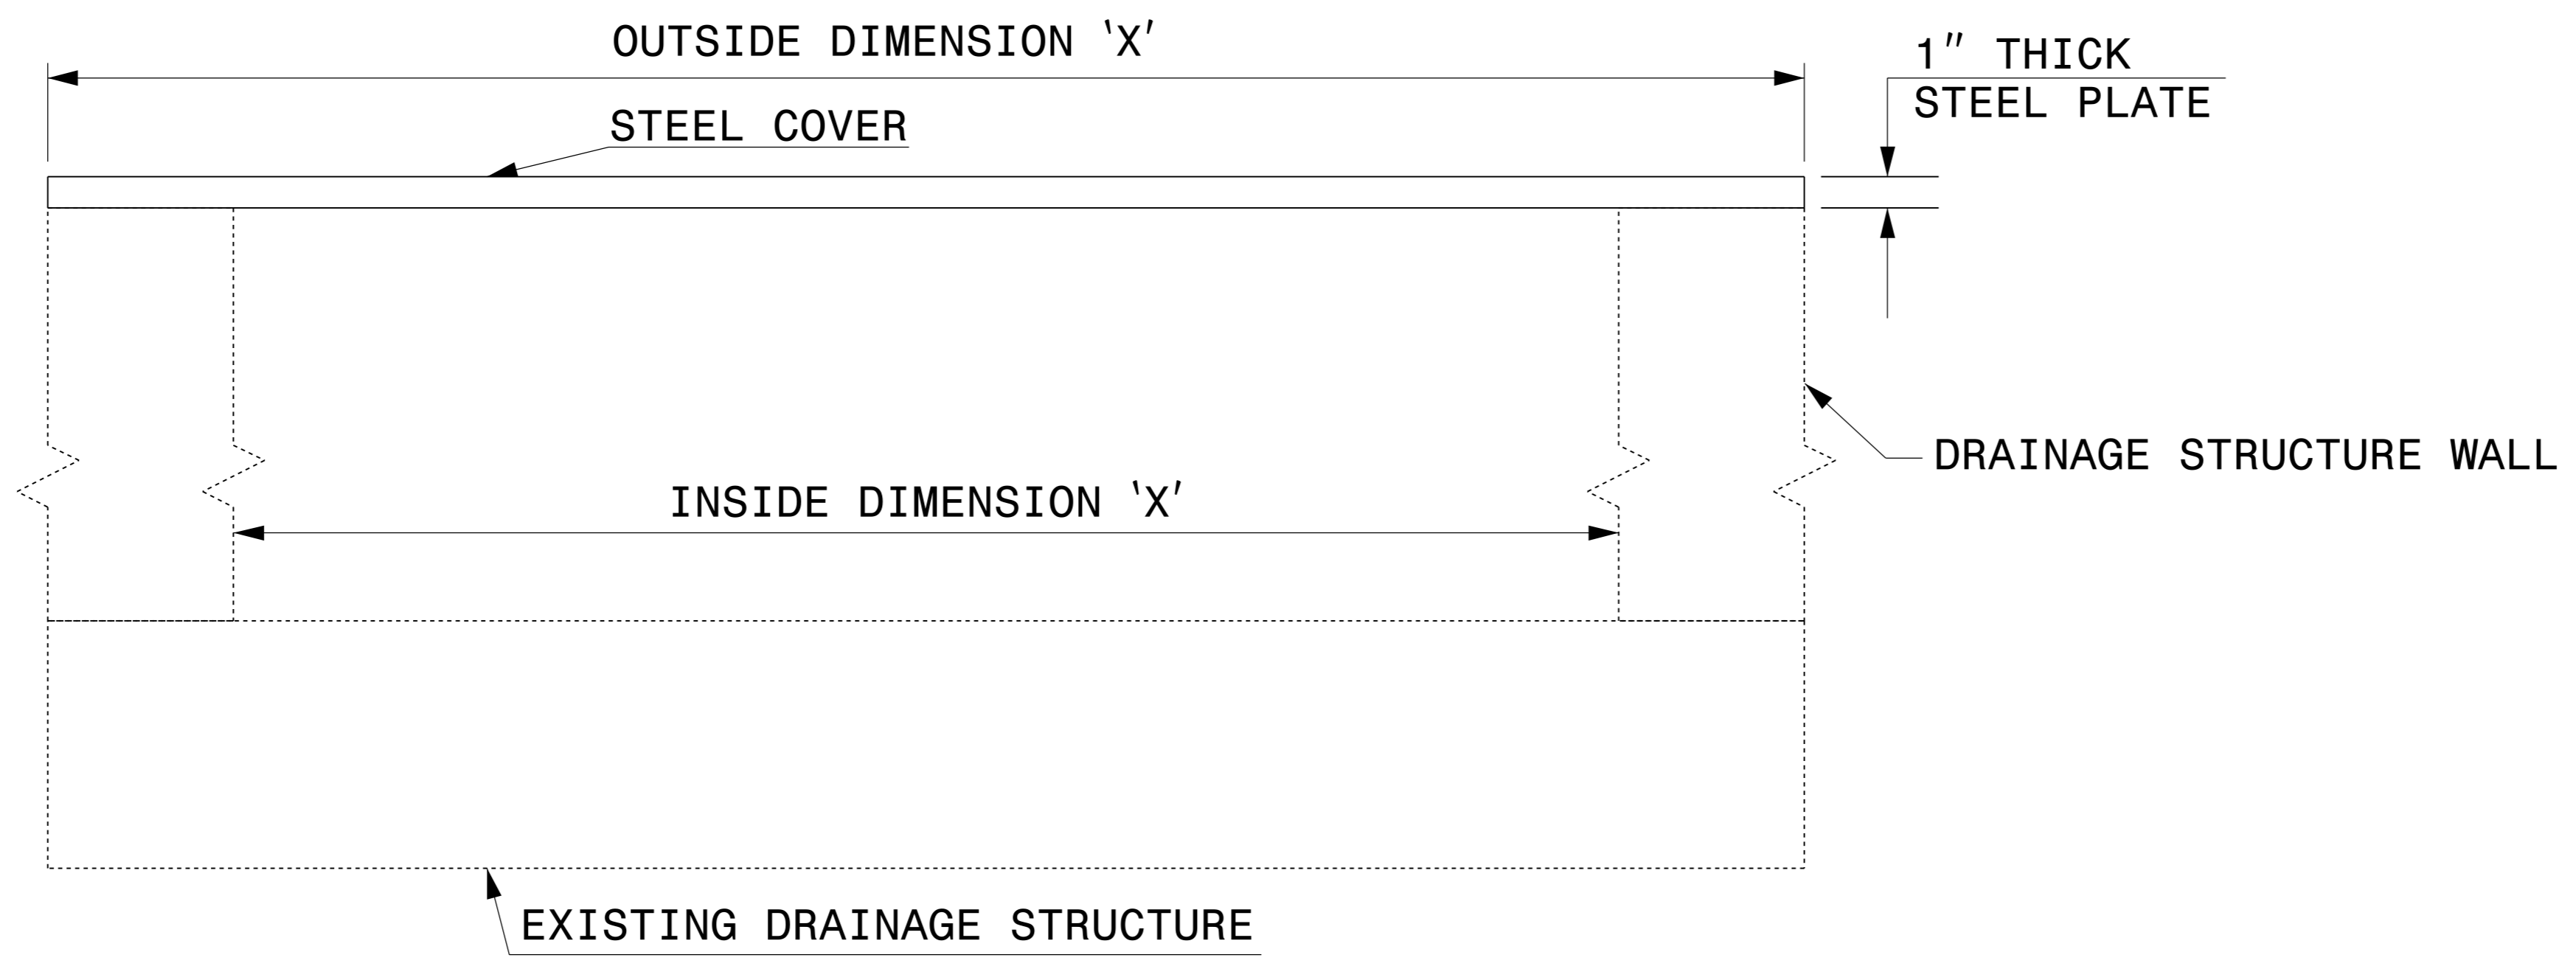 OUTSIDE DIMENSION 'X'
1" THICK
STEEL PLATE
STEEL COVER
DRAINAGE STRUCTURE WALL
INSIDE DIMENSION 'X'
EXISTING DRAINAGE STRUCTURE